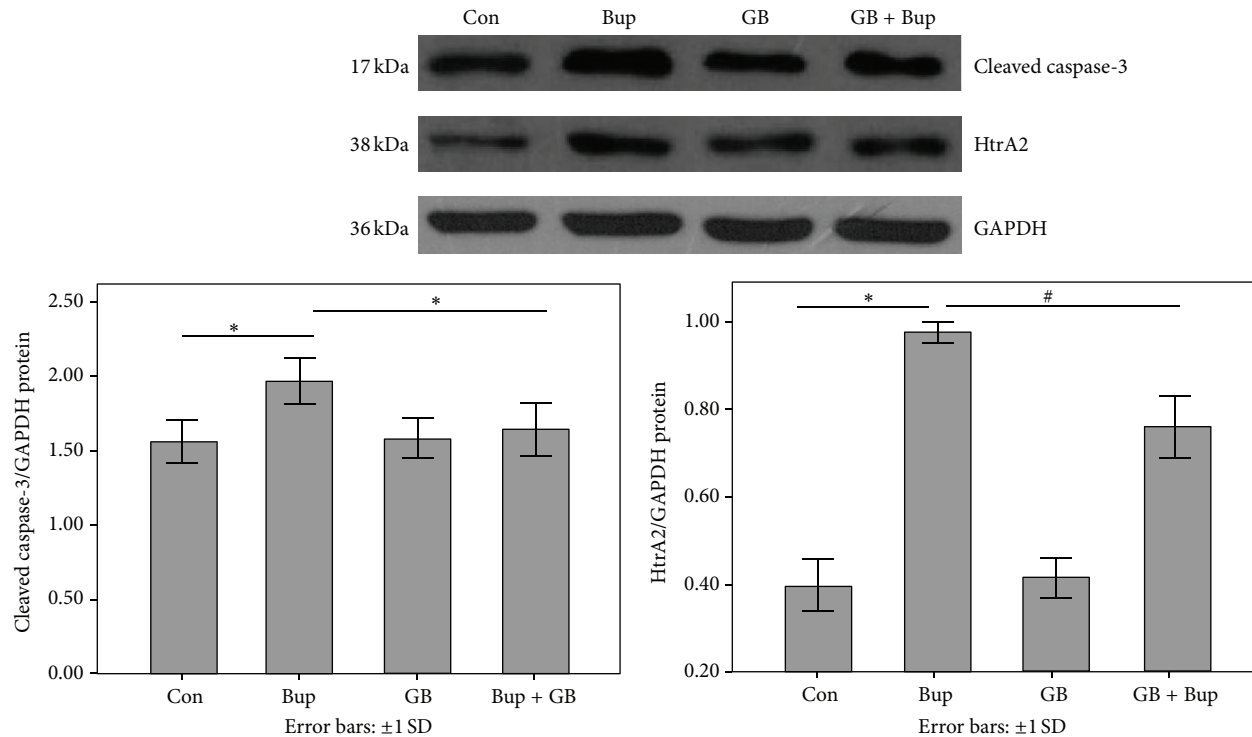 Con Bup GB GB + Bup
17 kDa Cleaved caspase-3
38 kDa HtrA2
36 kDa GAPDH
Cleaved caspase-3/GAPDH protein
2.50
2.00
1.50
1.00
0.50
0.00
* *
Con Bup GB Bup + GB
Error bars: ±1 SD
HtrA2/GAPDH protein
1.00
0.80
0.60
0.40
0.20
* #
Con Bup GB GB + Bup
Error bars: ±1 SD